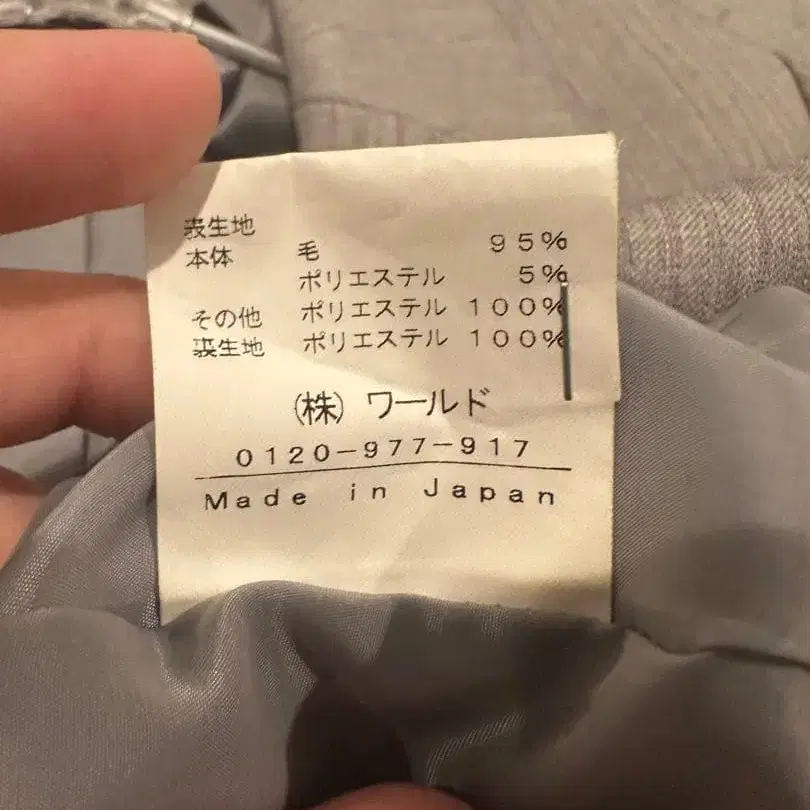 表生地
本体 毛 95%
ポリエステル 5%
その他 ポリエステル 100%
裏生地 ポリエステル 100%
(株)ワールド
0120-977-917
Made in Japan